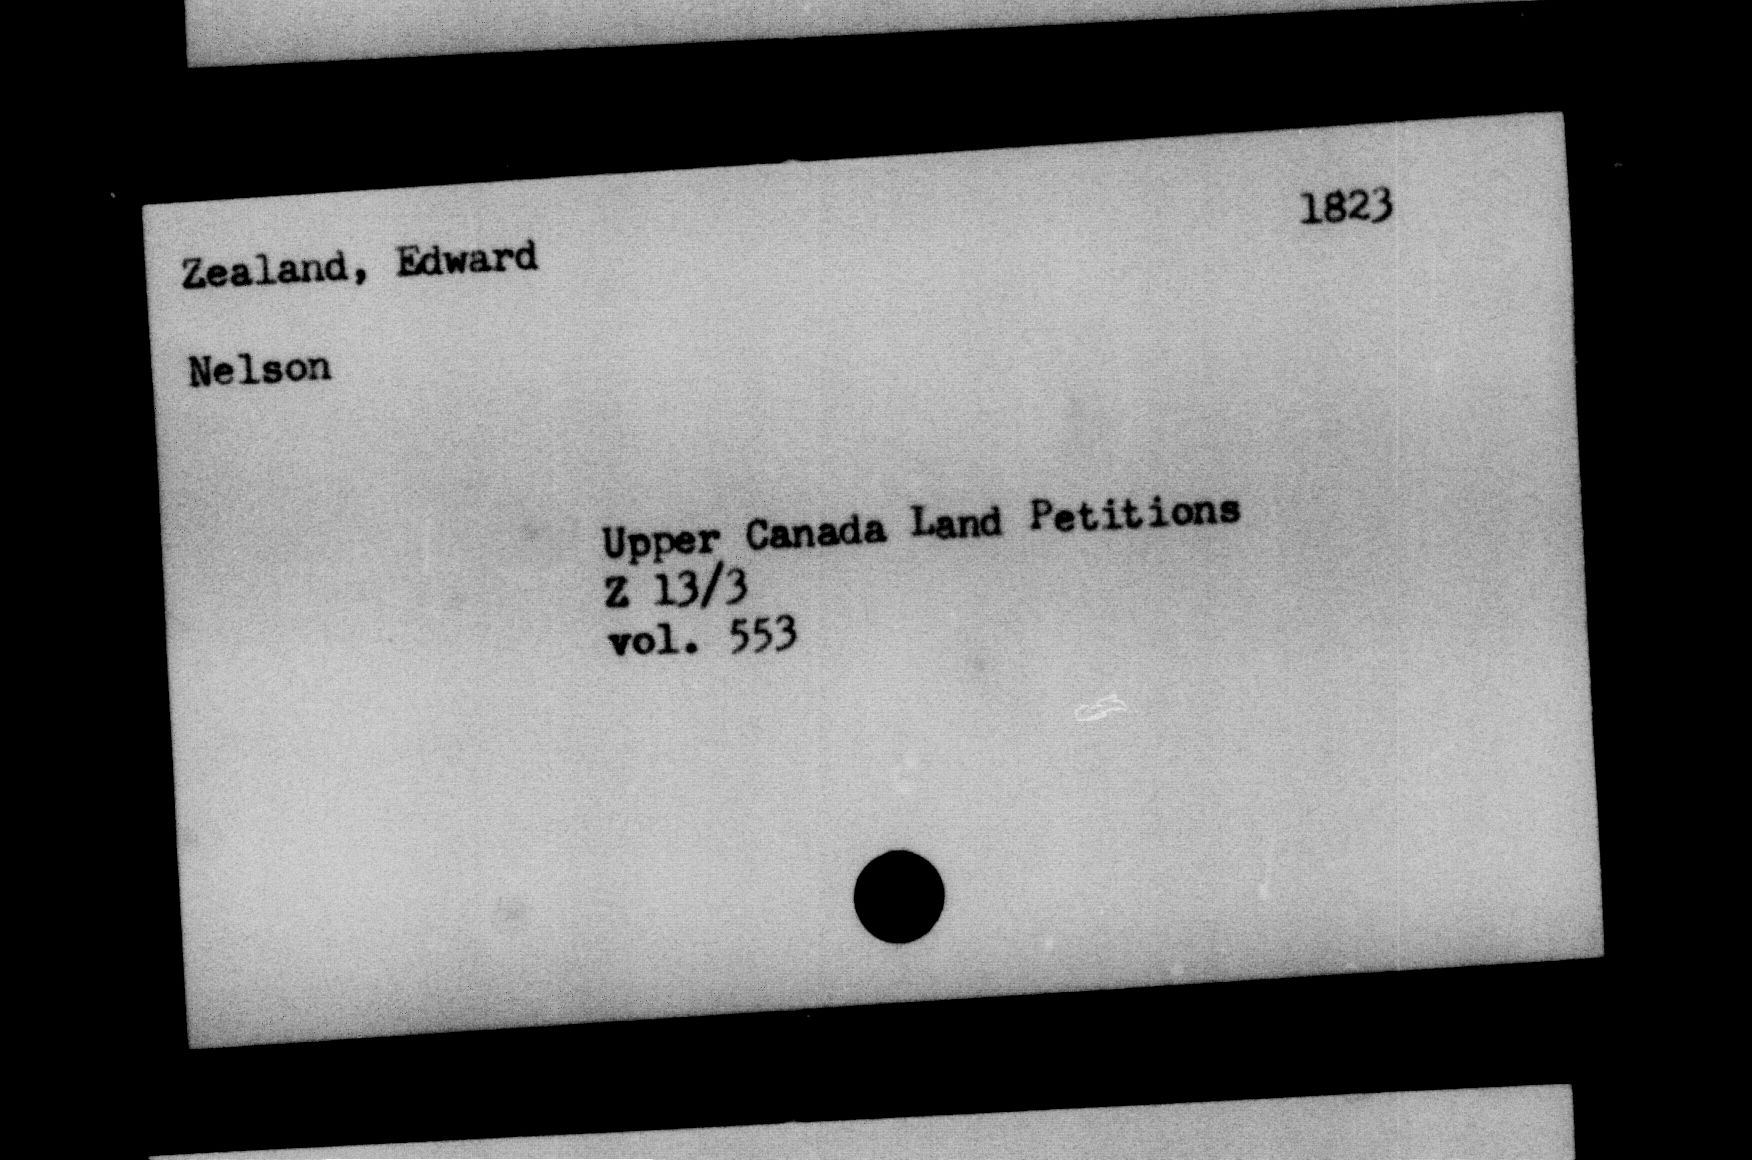 1823
Zealand, Edward
Nelson
Upper Canada Land Petitions
Z 13/3
vol. 553